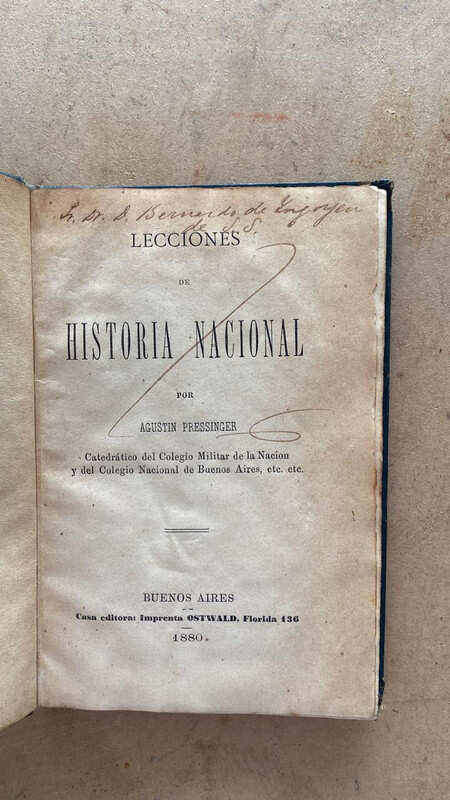 Sr. Dr. D. Bernardo de Irigoyen
de S. S.
LECCIONES
DE
HISTORIA NACIONAL
POR
AGUSTIN PRESSINGER
Catedrático del Colegio Militar de la Nacion
y del Colegio Nacional de Buenos Aires, etc. etc.
BUENOS AIRES
Casa editora: Imprenta OSTWALD, Florida 136
1880.